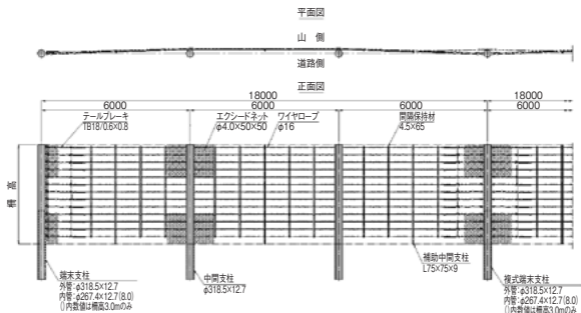 平面図
山 側
道路側
正面図
18000
18000
6000
6000
6000
6000
テールブレーキ
TB18/0.6×0.8
エクシードネット
φ4.0×50×50
ワイヤロープ
φ16
間隔保持材
4.5×65
柵 高
端末支柱
外管:φ318.5×12.7
内管:φ267.4×12.7(8.0)
()内数値は柵高3.0mのみ
中間支柱
φ318.5×12.7
補助中間支柱
L75×75×9
複式端末支柱
外管:φ318.5×12.7
内管:φ267.4×12.7(8.0)
()内数値は柵高3.0mのみ